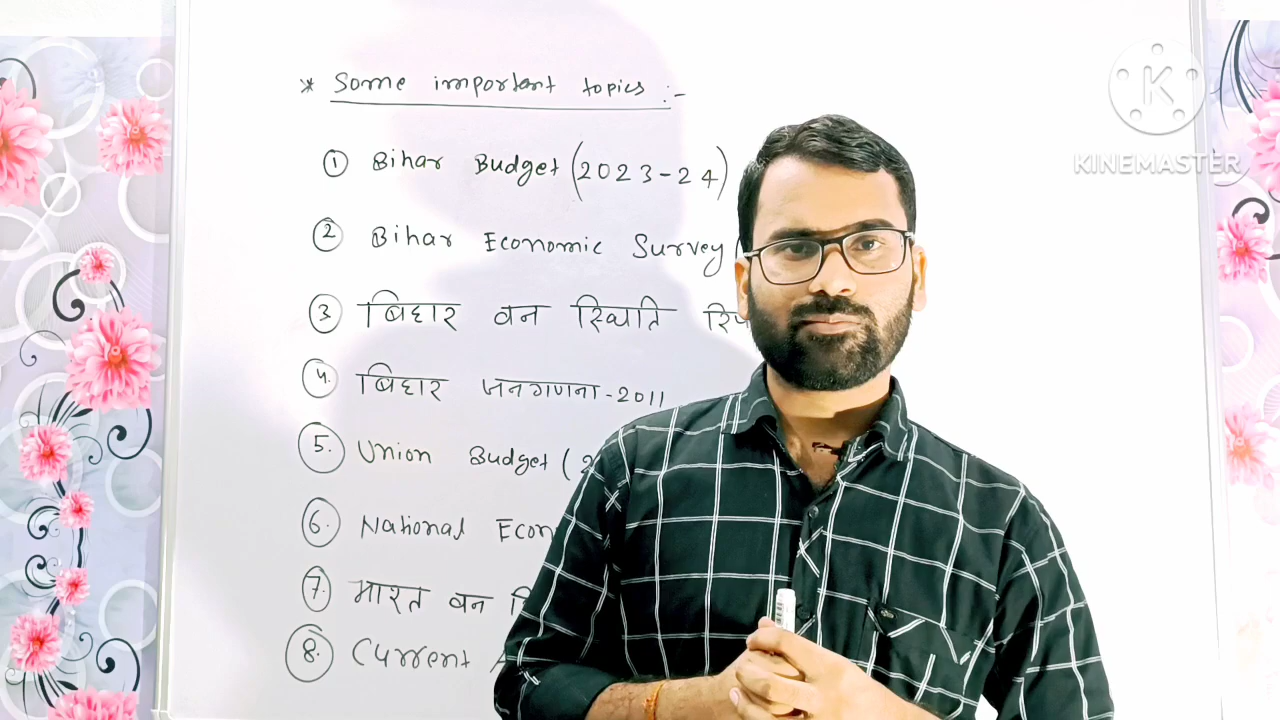 * Some important topics :-
① Bihar Budget (2023-24)
② Bihar Economic Survey
③ बिहार वन स्थिति
④ बिहार जनगणना-2011
⑤ Union Budget (2
⑥ National
⑦ भारत वन
⑧ Current
K
KINEMASTER